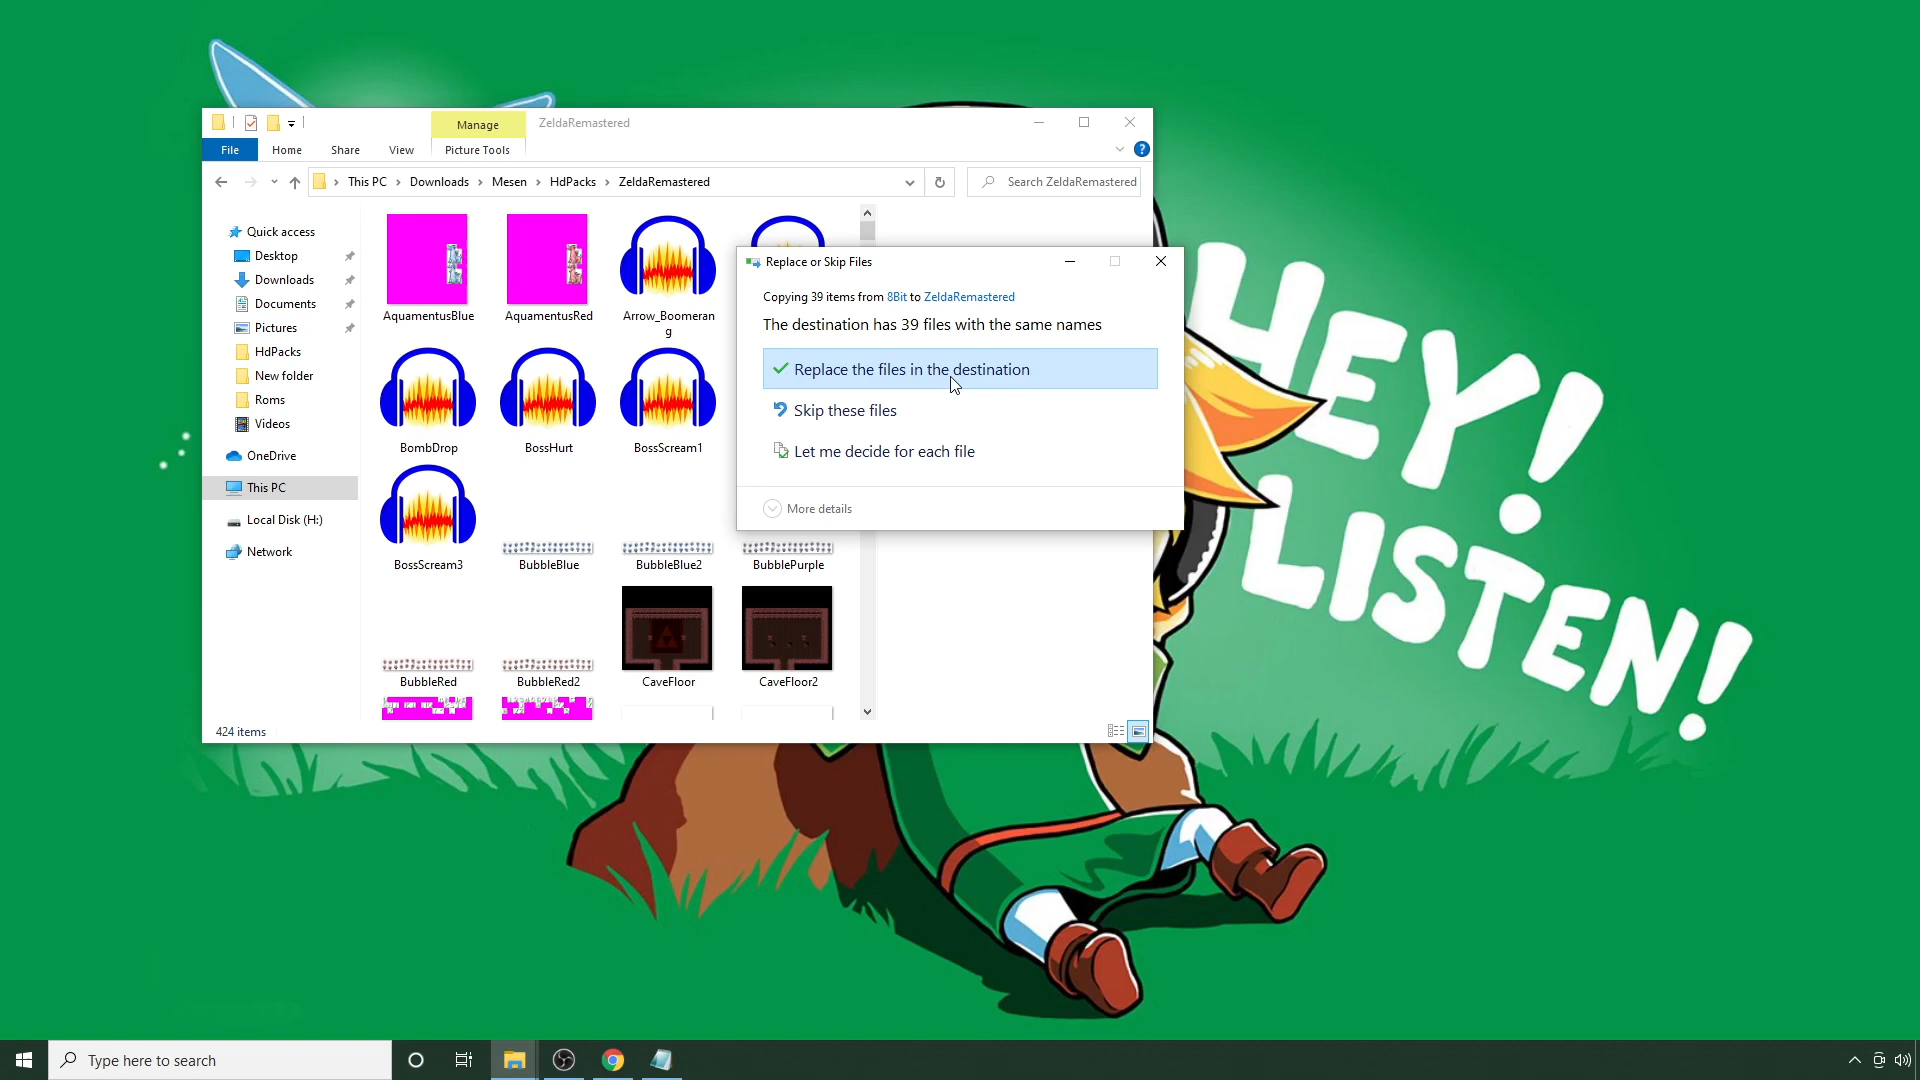 Manage
ZeldaRemastered
File
Home
Share
View
Picture Tools
This PC
Downloads
Mesen
HdPacks
ZeldaRemastered
Search ZeldaRemastered
Quick access
Desktop
Downloads
Documents
Pictures
HdPacks
New folder
Roms
Videos
OneDrive
This PC
Local Disk (H:)
Network
AquamentusBlue
AquamentusRed
Arrow_Boomeran
g
BombDrop
BossHurt
BossScream1
BossScream3
BubbleBlue
BubbleBlue2
BubblePurple
BubbleRed
BubbleRed2
CaveFloor
CaveFloor2
424 items
Replace or Skip Files
Copying 39 items from 8Bit to ZeldaRemastered
The destination has 39 files with the same names
Replace the files in the destination
Skip these files
Let me decide for each file
More details
HEY!
LISTEN!
Type here to search